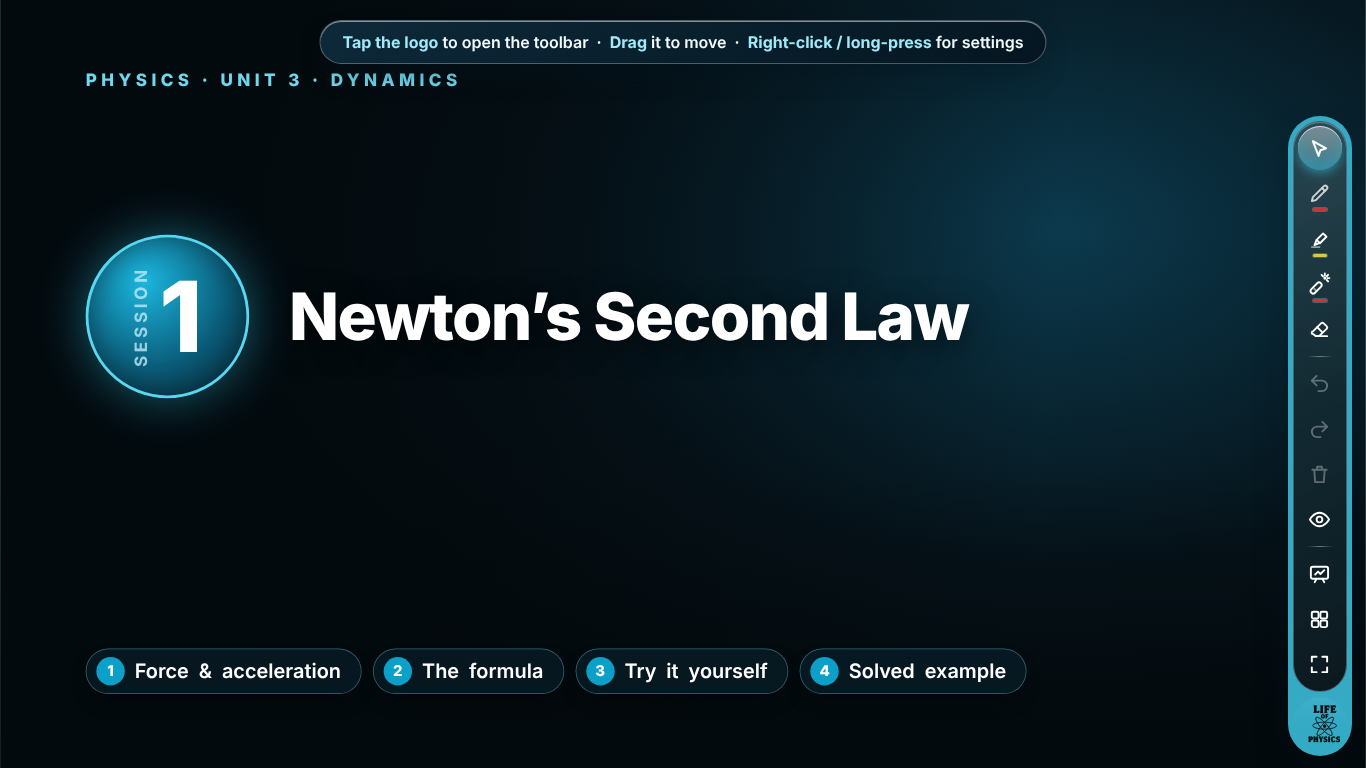 Tap the logo to open the toolbar · Drag it to move · Right-click / long-press for settings
PHYSICS · UNIT 3 · DYNAMICS
SESSION 1
Newton’s Second Law
1 Force & acceleration
2 The formula
3 Try it yourself
4 Solved example
LIFE
OF
PHYSICS